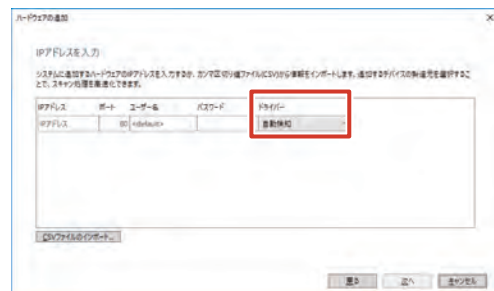 ハードウェアの追加
IPアドレスを入力
システムに追加するハードウェアのIPアドレスを入力するか、カンマ区切り値ファイル(CSV)から情報をインポートします。追加するデバイスの製造元を選択するこ
とで、スキャン処理を高速化できます。
IPアドレス ポート ユーザー名 パスワード ドライバー
IPアドレス 80 <default> 自動検知
CSVファイルのインポート...
戻る 次へ キャンセル